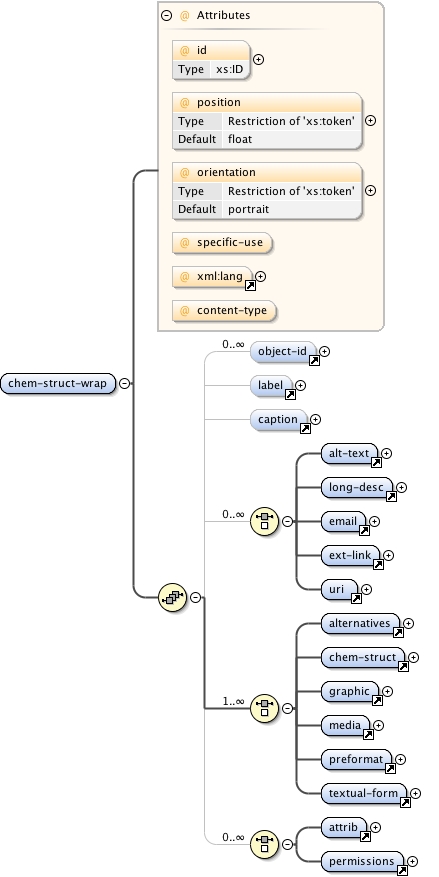 Attributes
@ id
Type xs:ID
@ position
Type Restriction of 'xs:token'
Default float
@ orientation
Type Restriction of 'xs:token'
Default portrait
@ specific-use
@ xml:lang
@ content-type
chem-struct-wrap
0..∞ object-id
label
caption
0..∞
alt-text
long-desc
email
ext-link
uri
1..∞
alternatives
chem-struct
graphic
media
preformat
textual-form
0..∞
attrib
permissions